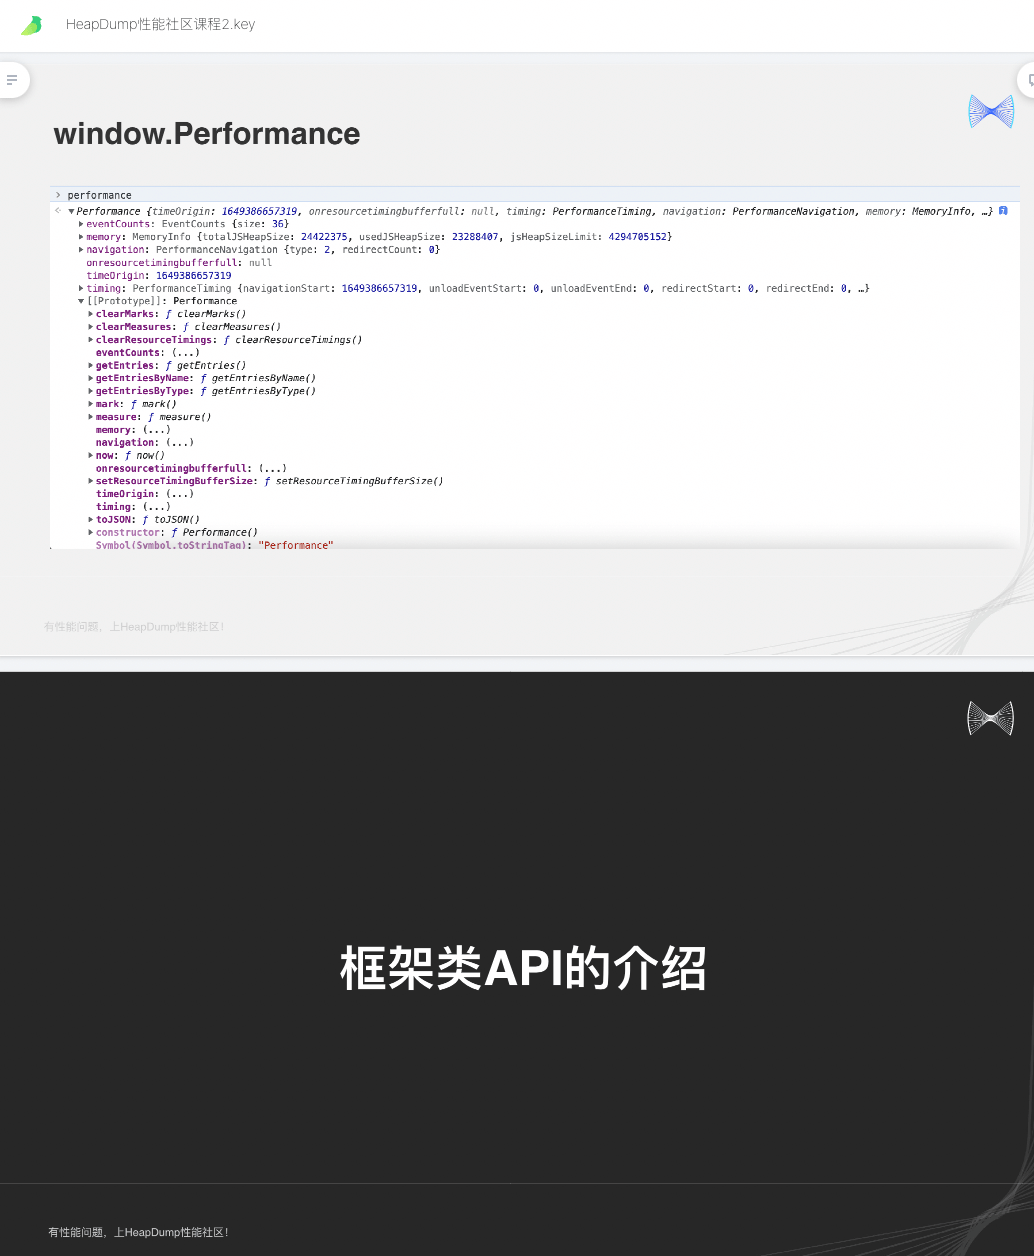 HeapDump性能社区课程2.key
window.Performance
performance
Performance {timeOrigin: 1649386657319, onresourcetimingbufferfull: null, timing: PerformanceTiming, navigation: PerformanceNavigation, memory: MemoryInfo, …}
eventCounts: EventCounts {size: 36}
memory: MemoryInfo {totalJSHeapSize: 24422375, usedJSHeapSize: 23288407, jsHeapSizeLimit: 4294705152}
navigation: PerformanceNavigation {type: 2, redirectCount: 0}
onresourcetimingbufferfull: null
timeOrigin: 1649386657319
timing: PerformanceTiming {navigationStart: 1649386657319, unloadEventStart: 0, unloadEventEnd: 0, redirectStart: 0, redirectEnd: 0, …}
[[Prototype]]: Performance
clearMarks: ƒ clearMarks()
clearMeasures: ƒ clearMeasures()
clearResourceTimings: ƒ clearResourceTimings()
eventCounts: (...)
getEntries: ƒ getEntries()
getEntriesByName: ƒ getEntriesByName()
getEntriesByType: ƒ getEntriesByType()
mark: ƒ mark()
measure: ƒ measure()
memory: (...)
navigation: (...)
now: ƒ now()
onresourcetimingbufferfull: (...)
setResourceTimingBufferSize: ƒ setResourceTimingBufferSize()
timeOrigin: (...)
timing: (...)
toJSON: ƒ toJSON()
constructor: ƒ Performance()
Symbol(Symbol.toStringTag): "Performance"
有性能问题，上HeapDump性能社区！
框架类API的介绍
有性能问题，上HeapDump性能社区！